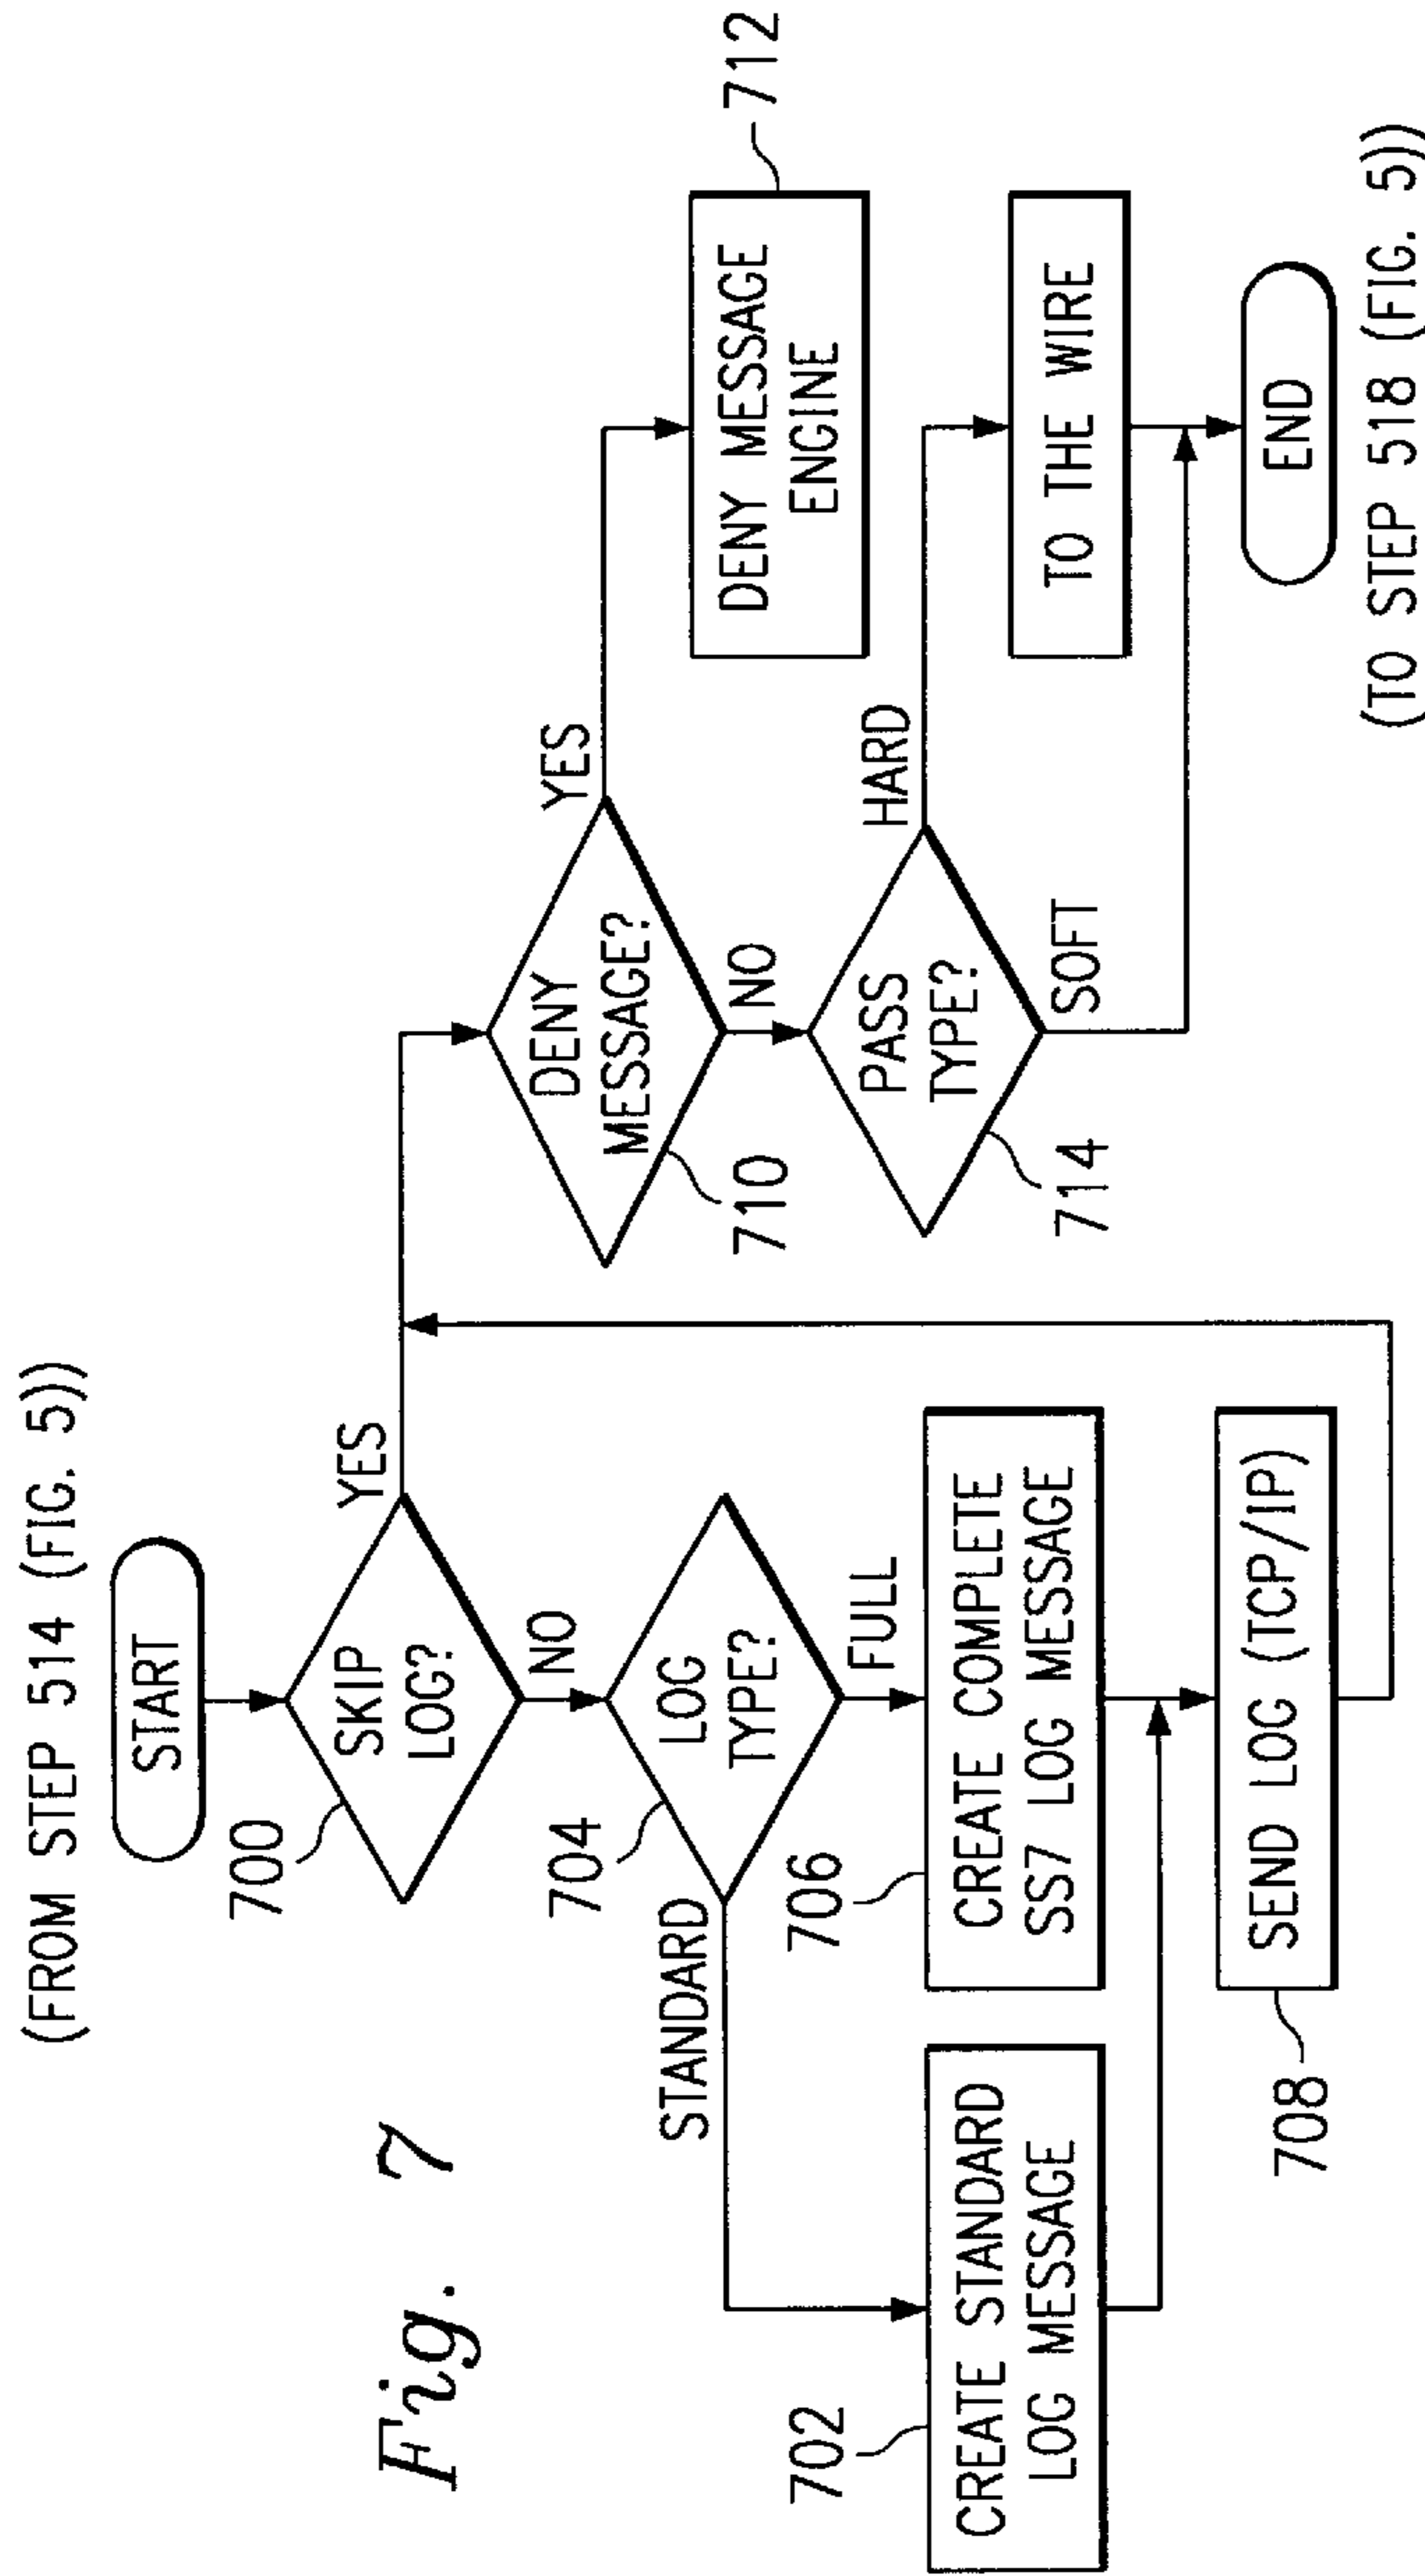 (FROM STEP 514 (FIG. 5))
Fig. 7
START
700
SKIP
LOG?
YES
NO
704
LOG
TYPE?
STANDARD
FULL
702
CREATE STANDARD
LOG MESSAGE
706
CREATE COMPLETE
SS7 LOG MESSAGE
708
SEND LOG (TCP/IP)
DENY
MESSAGE?
710
YES
NO
712
DENY MESSAGE
ENGINE
PASS
TYPE?
714
HARD
SOFT
TO THE WIRE
END
(TO STEP 518 (FIG. 5))